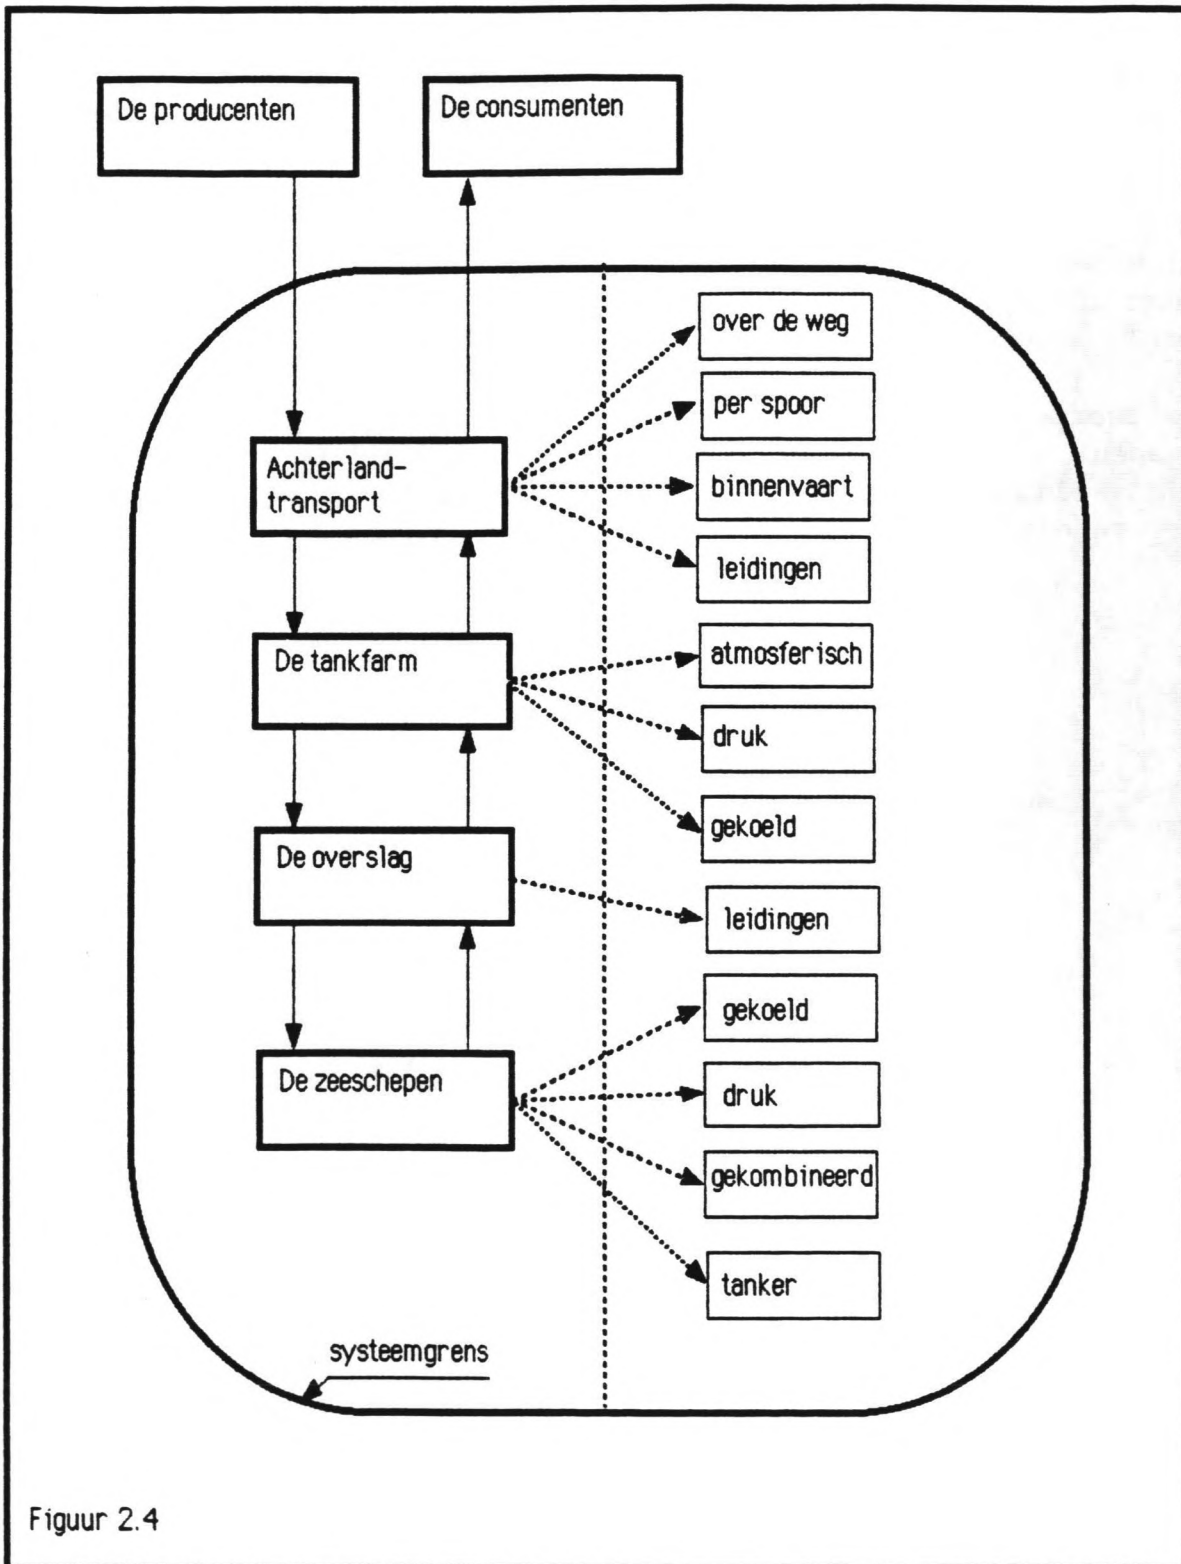 De producenten
De consumenten
over de weg
per spoor
Achterland-
transport
binnenvaart
leidingen
De tankfarm
atmosferisch
druk
gekoeld
De overslag
leidingen
gekoeld
De zeeschepen
druk
gekombineerd
tanker
systeemgrens
Figuur 2.4